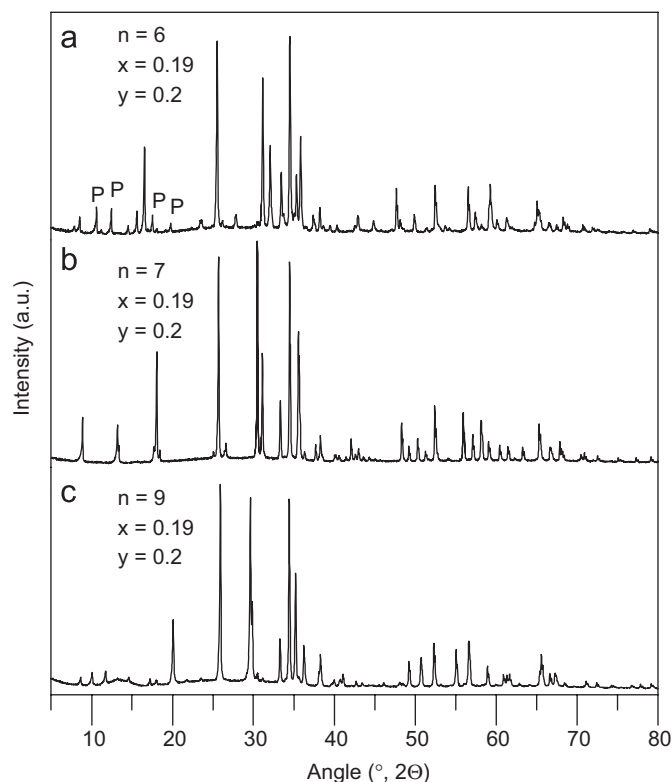 a
n = 6
x = 0.19
y = 0.2
P P P P
b
n = 7
x = 0.19
y = 0.2
c
n = 9
x = 0.19
y = 0.2
Intensity (a.u.)
10 20 30 40 50 60 70 80
Angle (°, 2Θ)